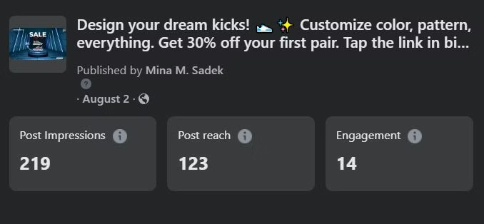 SALE
Design your dream kicks! 👟 ✨ Customize color, pattern,
everything. Get 30% off your first pair. Tap the link in bi...
Published by Mina M. Sadek
· August 2 ·
Post Impressions
Post reach
Engagement
219
123
14